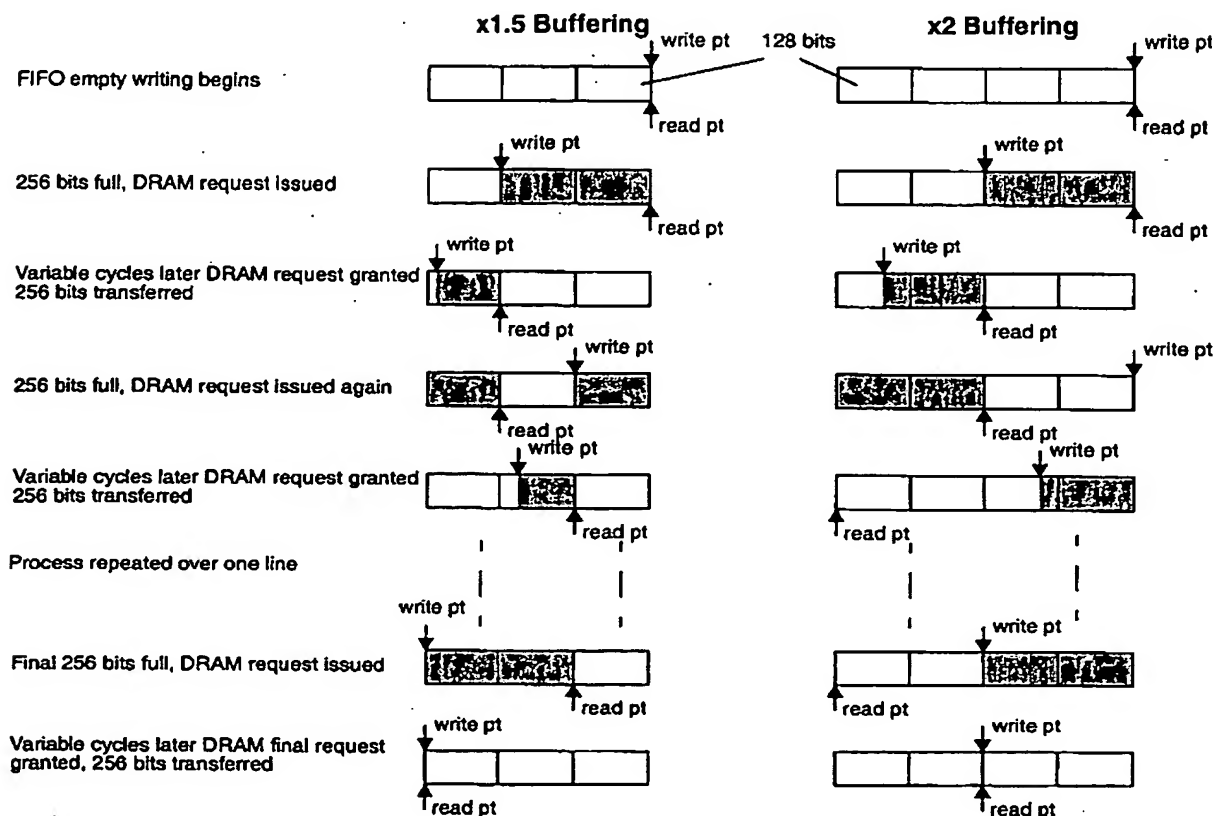 x1.5 Buffering
x2 Buffering
write pt
128 bits
write pt
FIFO empty writing begins
read pt
read pt
write pt
write pt
256 bits full, DRAM request issued
read pt
read pt
write pt
write pt
Variable cycles later DRAM request granted
256 bits transferred
read pt
read pt
write pt
write pt
256 bits full, DRAM request issued again
read pt
read pt
write pt
write pt
Variable cycles later DRAM request granted
256 bits transferred
read pt
read pt
Process repeated over one line
write pt
write pt
Final 256 bits full, DRAM request issued
read pt
read pt
write pt
write pt
Variable cycles later DRAM final request
granted, 256 bits transferred
read pt
read pt